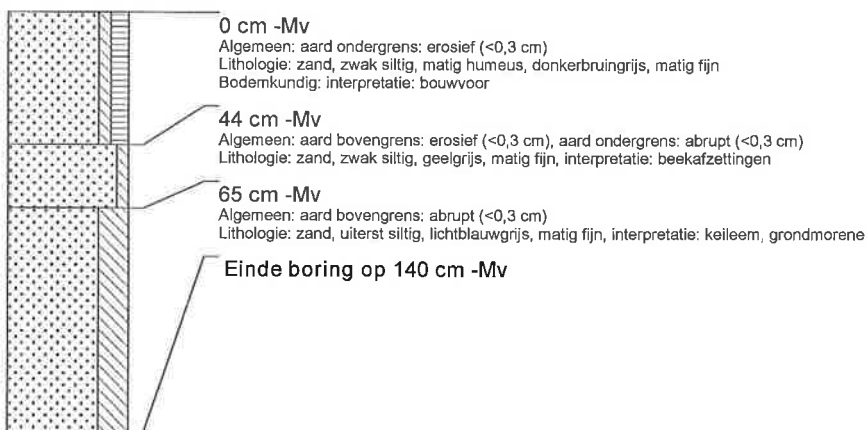 0 cm -Mv
Algemeen: aard ondergrens: erosief (<0,3 cm)
Lithologie: zand, zwak siltig, matig humeus, donkerbruingrijs, matig fijn
Bodemkundig: interpretatie: bouwvoor
44 cm -Mv
Algemeen: aard bovengrens: erosief (<0,3 cm), aard ondergrens: abrupt (<0,3 cm)
Lithologie: zand, zwak siltig, geelgrijs, matig fijn, interpretatie: beekafzettingen
65 cm -Mv
Algemeen: aard bovengrens: abrupt (<0,3 cm)
Lithologie: zand, uiterst siltig, lichtblauwgrijs, matig fijn, interpretatie: keileem, grondmorene
Einde boring op 140 cm -Mv